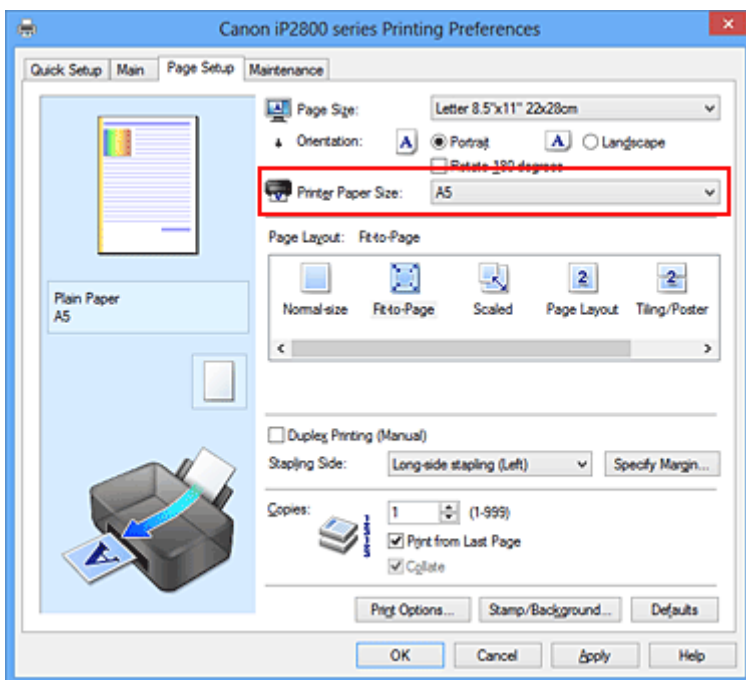 Canon iP2800 series Printing Preferences
Quick Setup Main Page Setup Maintenance
Page Size: Letter 8.5"x11" 22x28cm
Orientation: A Portrait A Landscape
Rotate 180 degrees
Printer Paper Size: A5
Page Layout: Fit-to-Page
Normal-size Fit-to-Page Scaled Page Layout Tiling/Poster
Plain Paper
A5
Duplex Printing (Manual)
Stapling Side: Long-side stapling (Left) Specify Margin...
Copies: 1 (1-999)
Print from Last Page
Collate
Print Options... Stamp/Background... Defaults
OK Cancel Apply Help